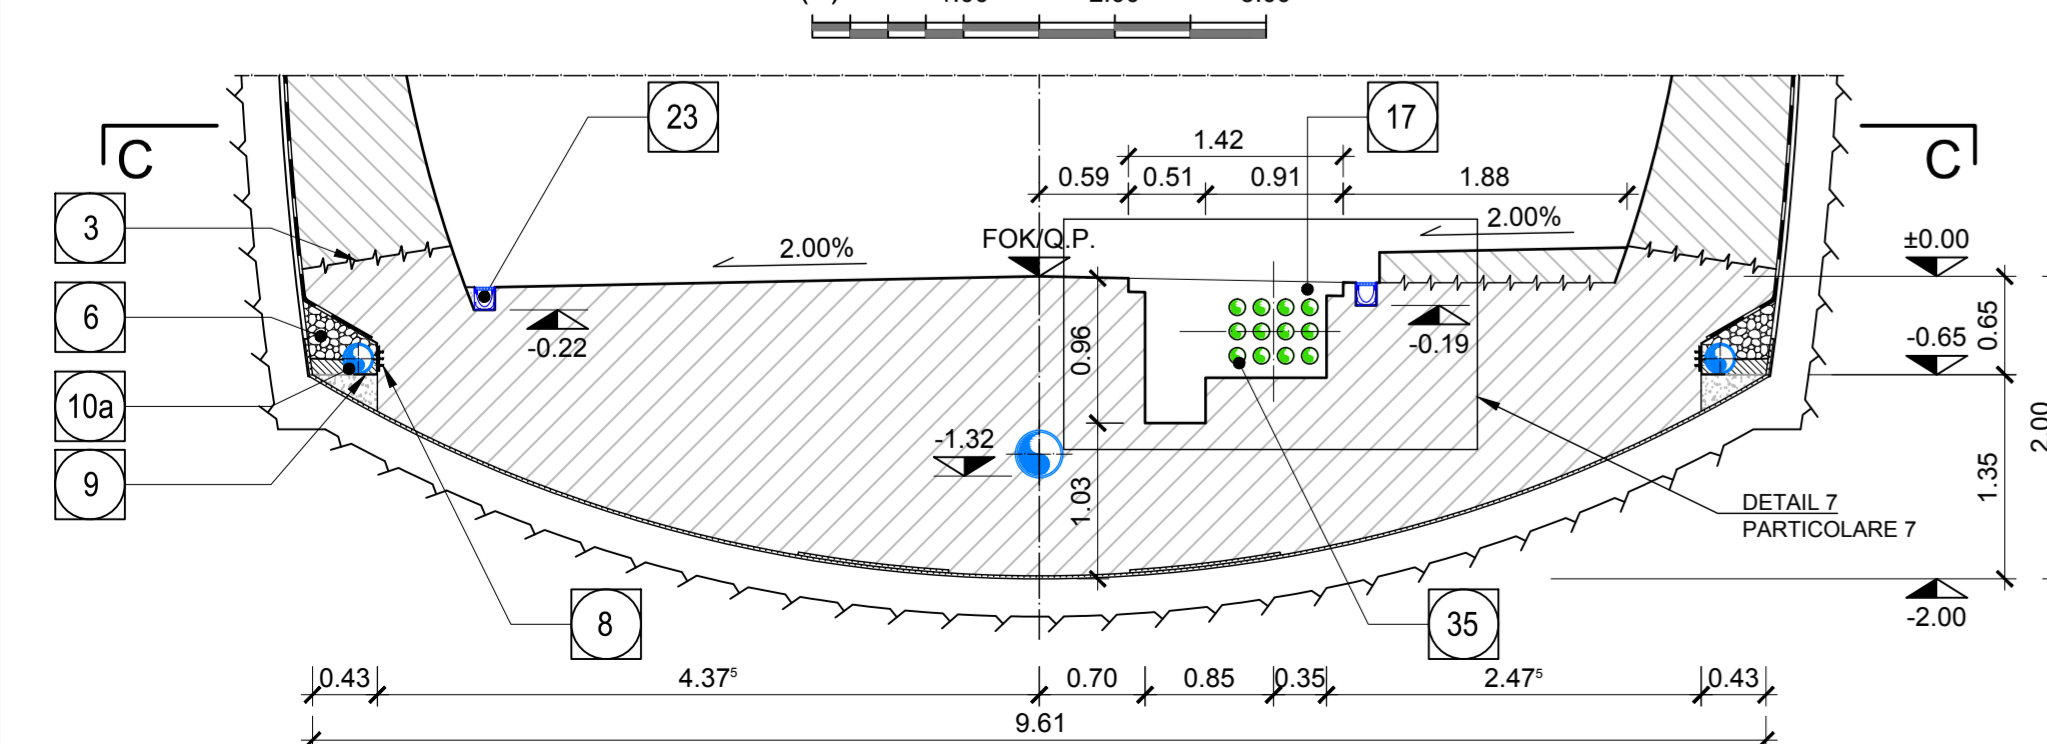 23
17
1.42
C
C
0.59 0.51 0.91 1.88
3
2.00%
FOK/Q.P.
2.00%
±0.00
6
-0.22
-0.19
-0.65
0.65
0.96
10a
-1.32
2.00
9
1.03
1.35
DETAIL 7
PARTICOLARE 7
8
35
-2.00
0.43 4.37⁵ 0.70 0.85 0.35 2.47⁵ 0.43
9.61